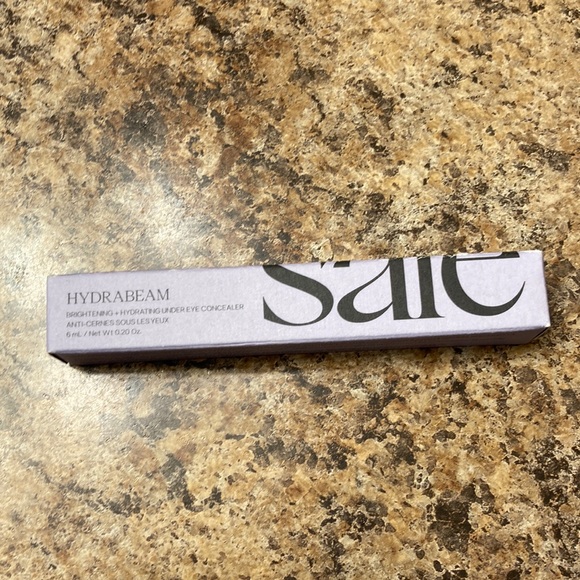 HYDRABEAM
BRIGHTENING + HYDRATING UNDER EYE CONCEALER
ANTI-CERNES SOUS LES YEUX
6 mL / Net Wt 0.20 Oz.
saie